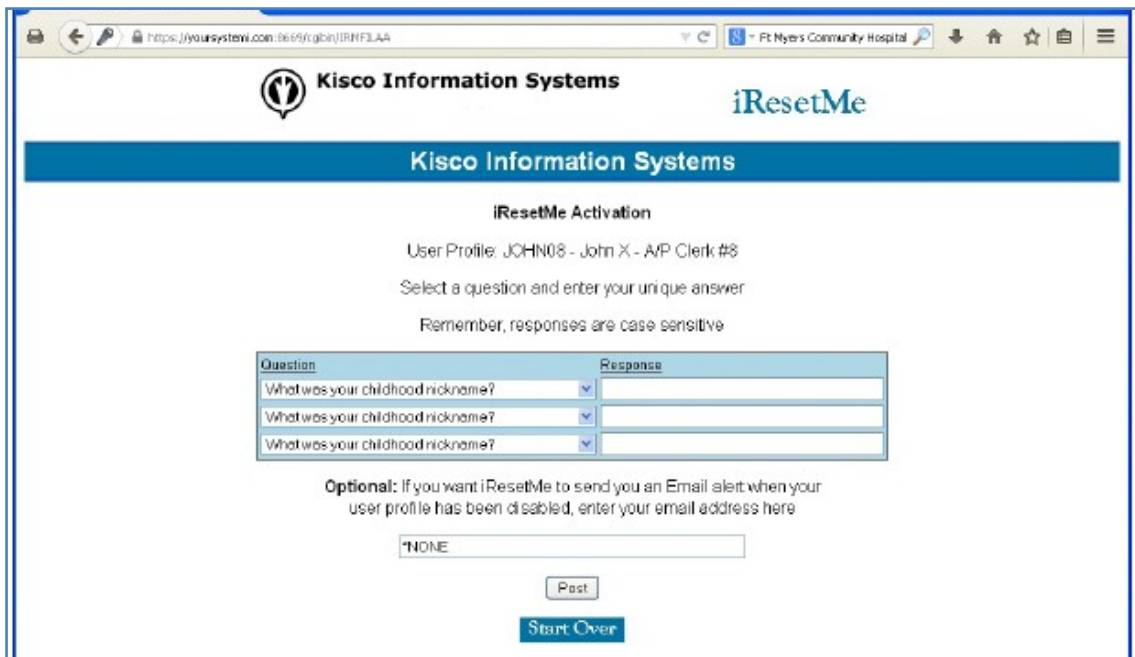 https://yoursystemi.com:8669/cgibin/IRMF1.AA
8 - Ft Myers Community Hospital
Kisco Information Systems
iResetMe
Kisco Information Systems
iResetMe Activation
User Profile: JOHN08 - John X - A/P Clerk #8
Select a question and enter your unique answer
Remember, responses are case sensitive
Question Response
What was your childhood nickname?
What was your childhood nickname?
What was your childhood nickname?
Optional: If you want iResetMe to send you an Email alert when your
user profile has been disabled, enter your email address here
*NONE
Post
Start Over